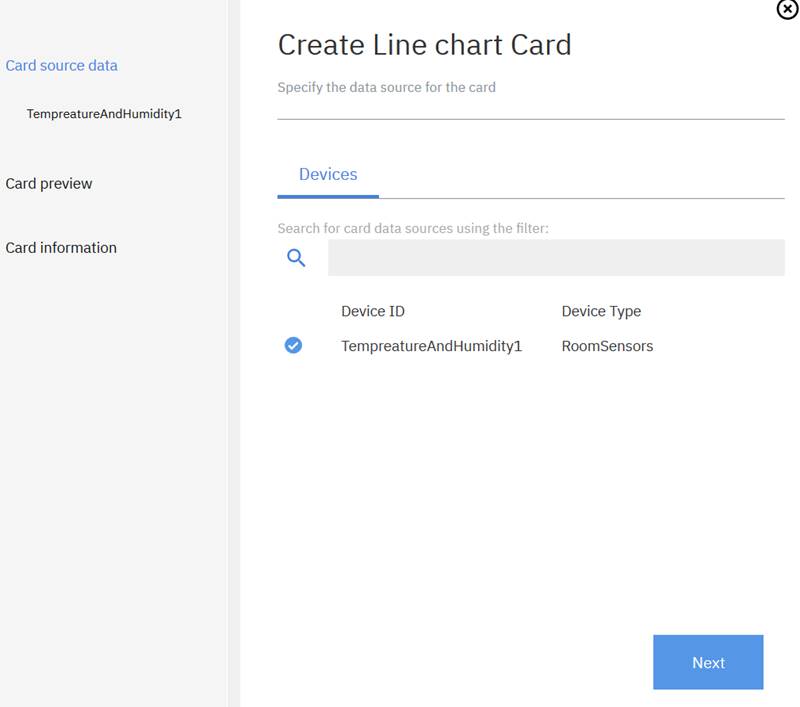 Card source data
TempreatureAndHumidity1
Card preview
Card information
Create Line chart Card
Specify the data source for the card
Devices
Search for card data sources using the filter:
Device ID Device Type
TempreatureAndHumidity1 RoomSensors
Next